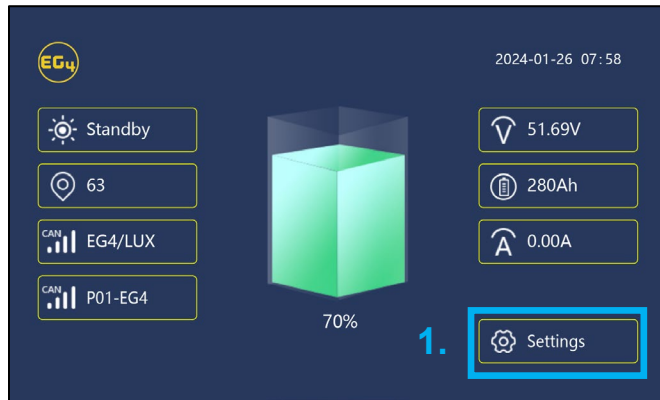 EG4
2024-01-26 07:58
Standby
63
CAN EG4/LUX
CAN P01-EG4
70%
V 51.69V
280Ah
A 0.00A
1. Settings